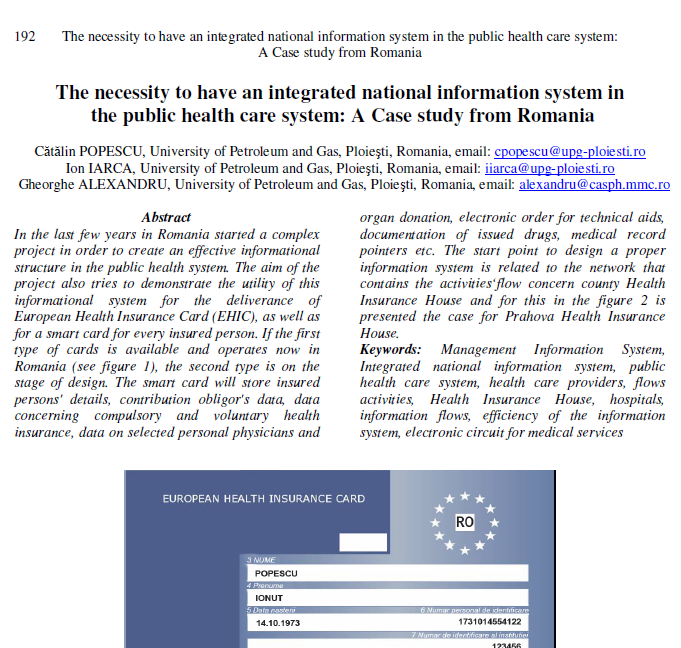 192 The necessity to have an integrated national information system in the public health care system:
A Case study from Romania
The necessity to have an integrated national information system in
the public health care system: A Case study from Romania
Cătălin POPESCU, University of Petroleum and Gas, Ploieşti, Romania, email: cpopescu@upg-ploiesti.ro
Ion IARCA, University of Petroleum and Gas, Ploieşti, Romania, email: iiarca@upg-ploiesti.ro
Gheorghe ALEXANDRU, University of Petroleum and Gas, Ploieşti, Romania, email: alexandru@casph.mmc.ro
Abstract
In the last few years in Romania started a complex
project in order to create an effective informational
structure in the public health system. The aim of the
project also tries to demonstrate the utility of this
informational system for the deliverance of
European Health Insurance Card (EHIC), as well as
for a smart card for every insured person. If the first
type of cards is available and operates now in
Romania (see figure 1), the second type is on the
stage of design. The smart card will store insured
persons' details, contribution obligor's data, data
concerning compulsory and voluntary health
insurance, data on selected personal physicians and
organ donation, electronic order for technical aids,
documentation of issued drugs, medical record
pointers etc. The start point to design a proper
information system is related to the network that
contains the activities'flow concern county Health
Insurance House and for this in the figure 2 is
presented the case for Prahova Health Insurance
House.
Keywords: Management Information System,
Integrated national information system, public
health care system, health care providers, flows
activities, Health Insurance House, hospitals,
information flows, efficiency of the information
system, electronic circuit for medical services
EUROPEAN HEALTH INSURANCE CARD
RO
3 NUME
POPESCU
4 Prenume
IONUT
5 Data nasterii 6 Numar personal de identificare
14.10.1973 1731014554122
7 Numar de identificare al institutiei
123456